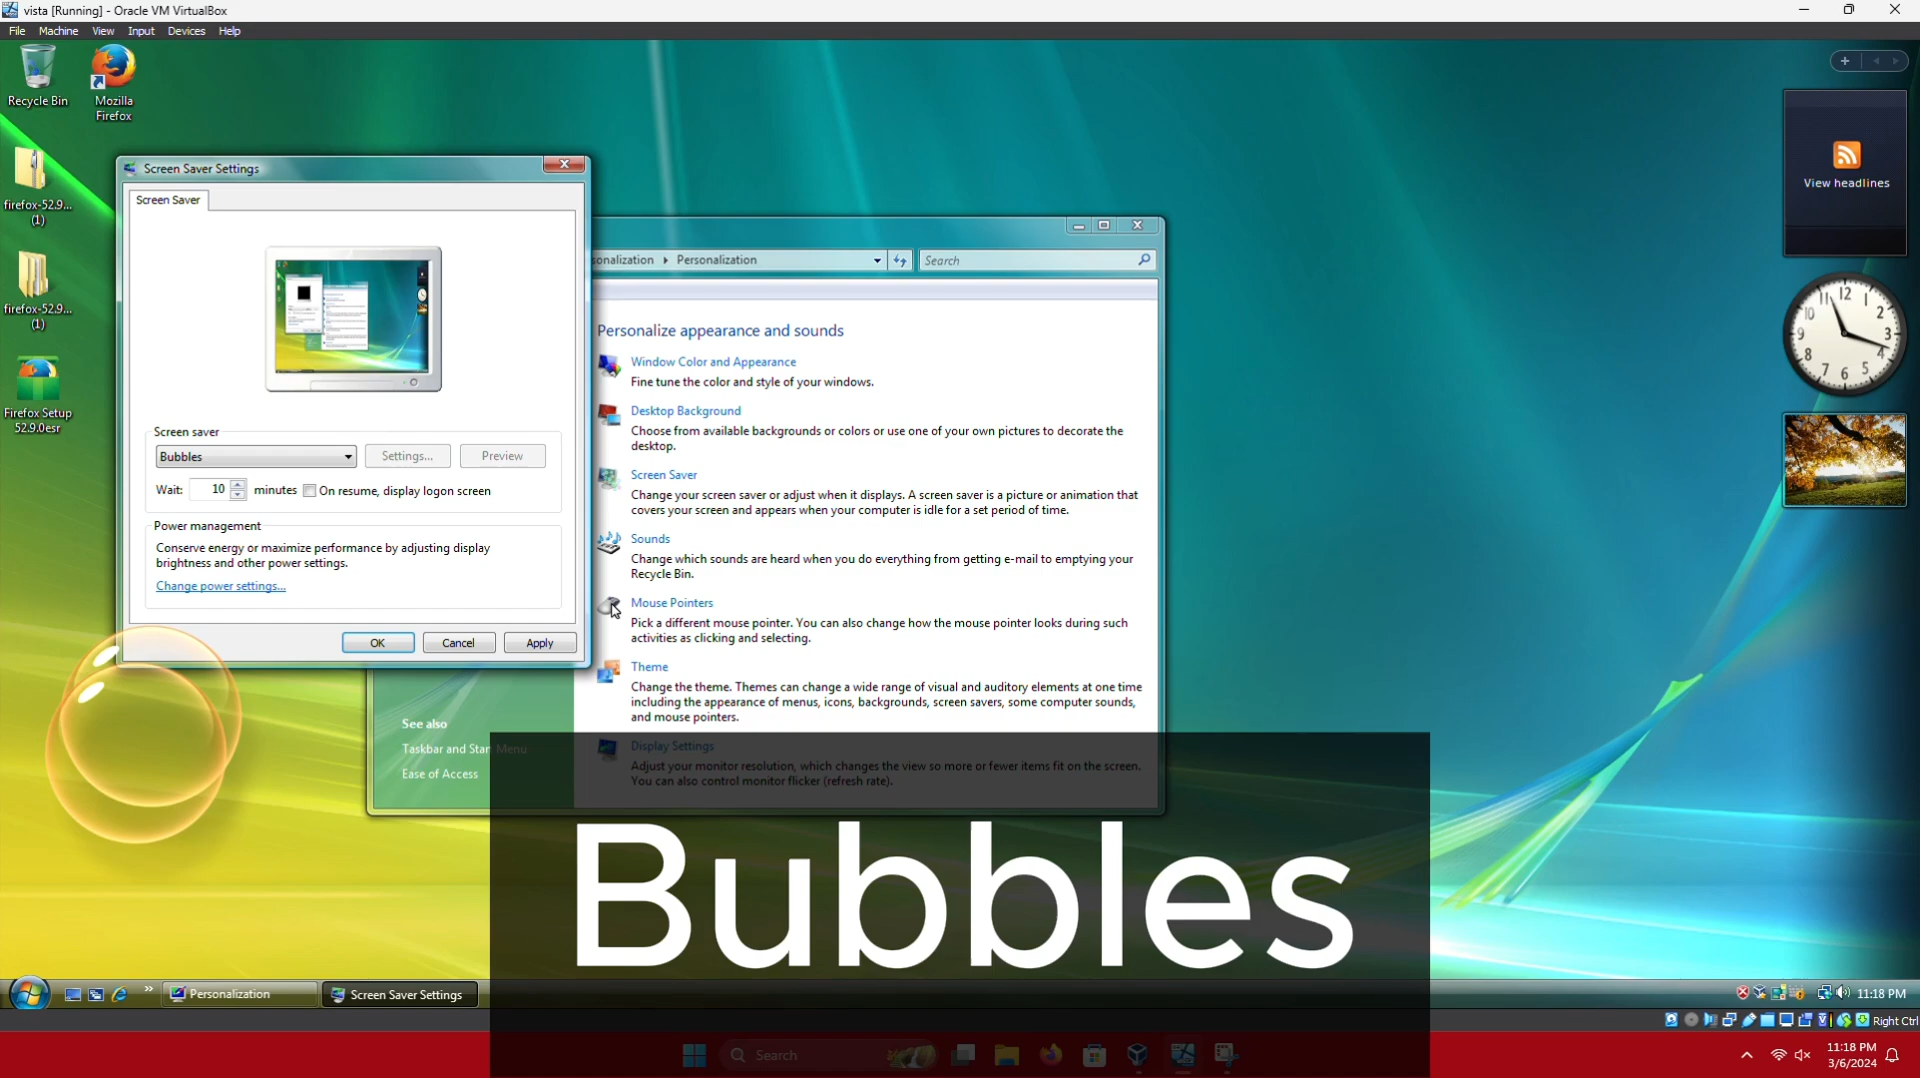 vista [Running] - Oracle VM VirtualBox
File Machine View Input Devices Help
Recycle Bin
Mozilla
Firefox
firefox-52.9...
(1)
firefox-52.9...
(1)
Firefox Setup
52.9.0esr
Screen Saver Settings
Screen Saver
Screen saver
Bubbles
Settings...
Preview
Wait: 10 minutes On resume, display logon screen
Power management
Conserve energy or maximize performance by adjusting display
brightness and other power settings.
Change power settings...
OK
Cancel
Apply
sonalization Personalization
Search
Personalize appearance and sounds
Window Color and Appearance
Fine tune the color and style of your windows.
Desktop Background
Choose from available backgrounds or colors or use one of your own pictures to decorate the
desktop.
Screen Saver
Change your screen saver or adjust when it displays. A screen saver is a picture or animation that
covers your screen and appears when your computer is idle for a set period of time.
Sounds
Change which sounds are heard when you do everything from getting e-mail to emptying your
Recycle Bin.
Mouse Pointers
Pick a different mouse pointer. You can also change how the mouse pointer looks during such
activities as clicking and selecting.
Theme
Change the theme. Themes can change a wide range of visual and auditory elements at one time
including the appearance of menus, icons, backgrounds, screen savers, some computer sounds,
and mouse pointers.
Display Settings
Adjust your monitor resolution, which changes the view so more or fewer items fit on the screen.
You can also control monitor flicker (refresh rate).
See also
Taskbar and Start Menu
Ease of Access
View headlines
12
1
2
3
4
5
6
7
8
9
10
11
Bubbles
Personalization
Screen Saver Settings
11:18 PM
Right Ctrl
Search
11:18 PM
3/6/2024